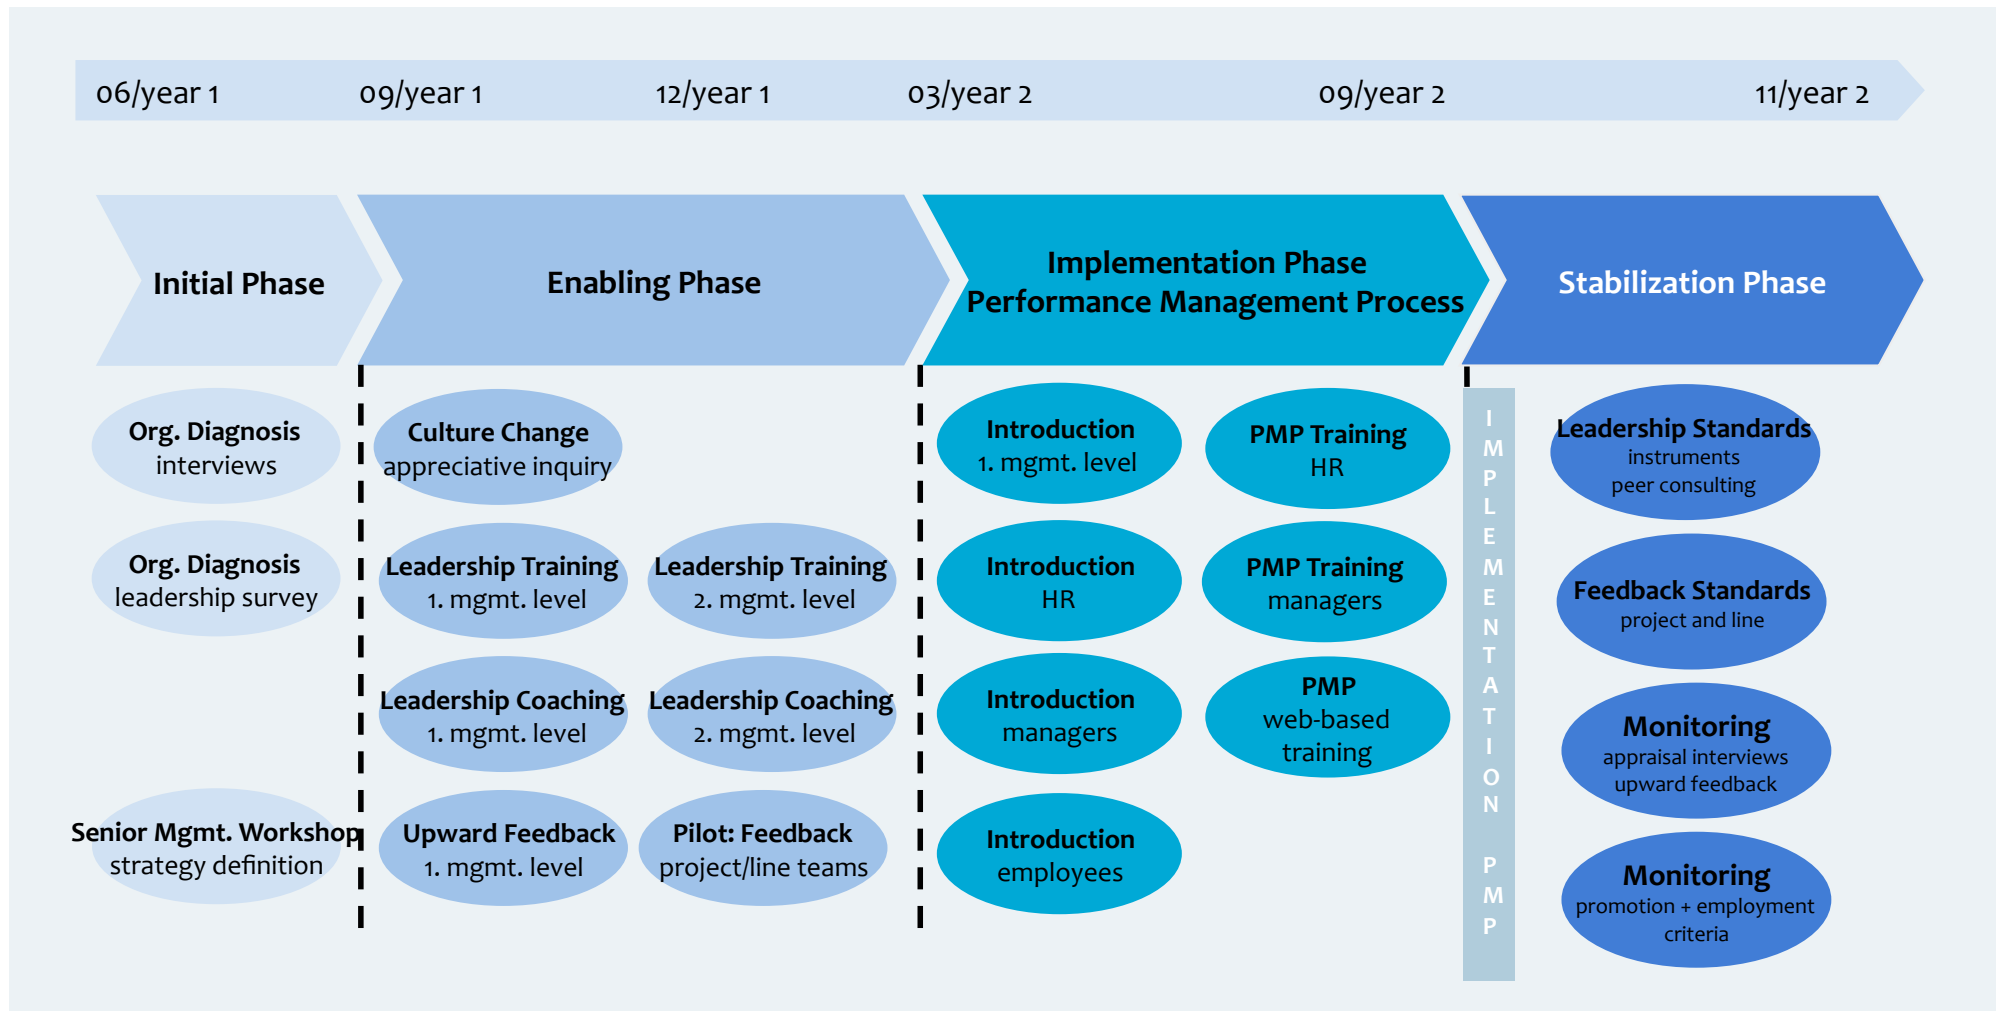 06/year 1
09/year 1
12/year 1
03/year 2
09/year 2
11/year 2
Initial Phase
Enabling Phase
Implementation Phase
Performance Management Process
Stabilization Phase
Org. Diagnosis
interviews
Org. Diagnosis
leadership survey
Senior Mgmt. Workshop
strategy definition
Culture Change
appreciative inquiry
Leadership Training
1. mgmt. level
Leadership Coaching
1. mgmt. level
Upward Feedback
1. mgmt. level
Leadership Training
2. mgmt. level
Leadership Coaching
2. mgmt. level
Pilot: Feedback
project/line teams
Introduction
1. mgmt. level
Introduction
HR
Introduction
managers
Introduction
employees
PMP Training
HR
PMP Training
managers
PMP
web-based
training
IMPLEMENTATION PMP
Leadership Standards
instruments
peer consulting
Feedback Standards
project and line
Monitoring
appraisal interviews
upward feedback
Monitoring
promotion + employment
criteria